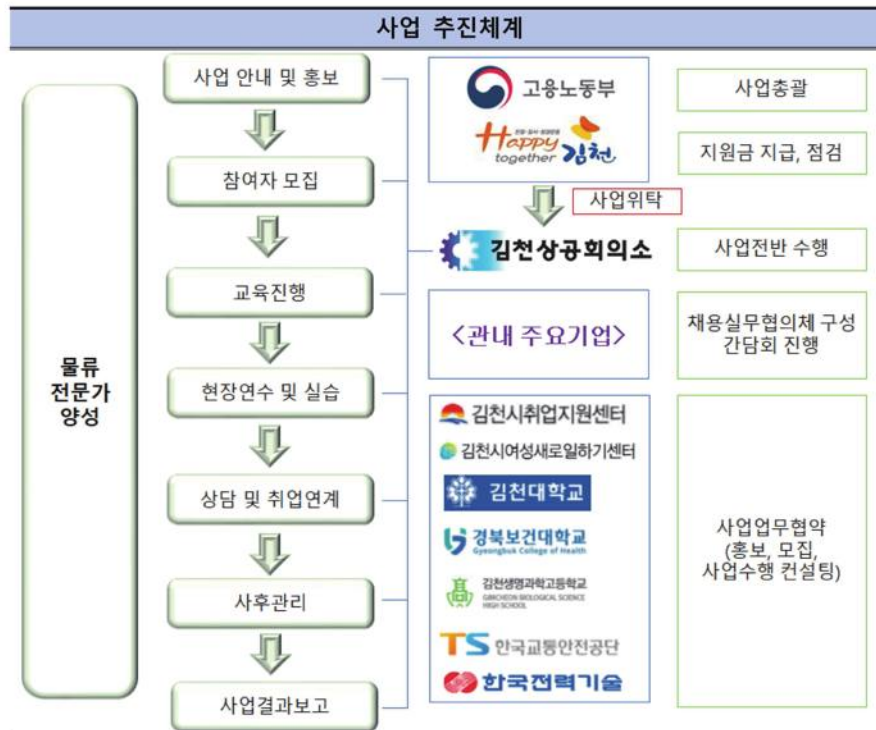 사업 추진체계
물류
전문가
양성
사업 안내 및 홍보
참여자 모집
교육진행
현장연수 및 실습
상담 및 취업연계
사후관리
사업결과보고
고용노동부
사업총괄
Happy
together 김천
지원금 지급, 점검
사업위탁
김천상공회의소
사업전반 수행
<관내 주요기업>
채용실무협의체 구성
간담회 진행
김천시취업지원센터
김천시여성새로일하기센터
김천대학교
경북보건대학교
Gyeongbuk College of Health
김천생명과학고등학교
GIMCHEON BIOLOGICAL SCIENCE
HIGH SCHOOL
TS 한국교통안전공단
한국전력기술
사업업무협약
(홍보, 모집,
사업수행 컨설팅)